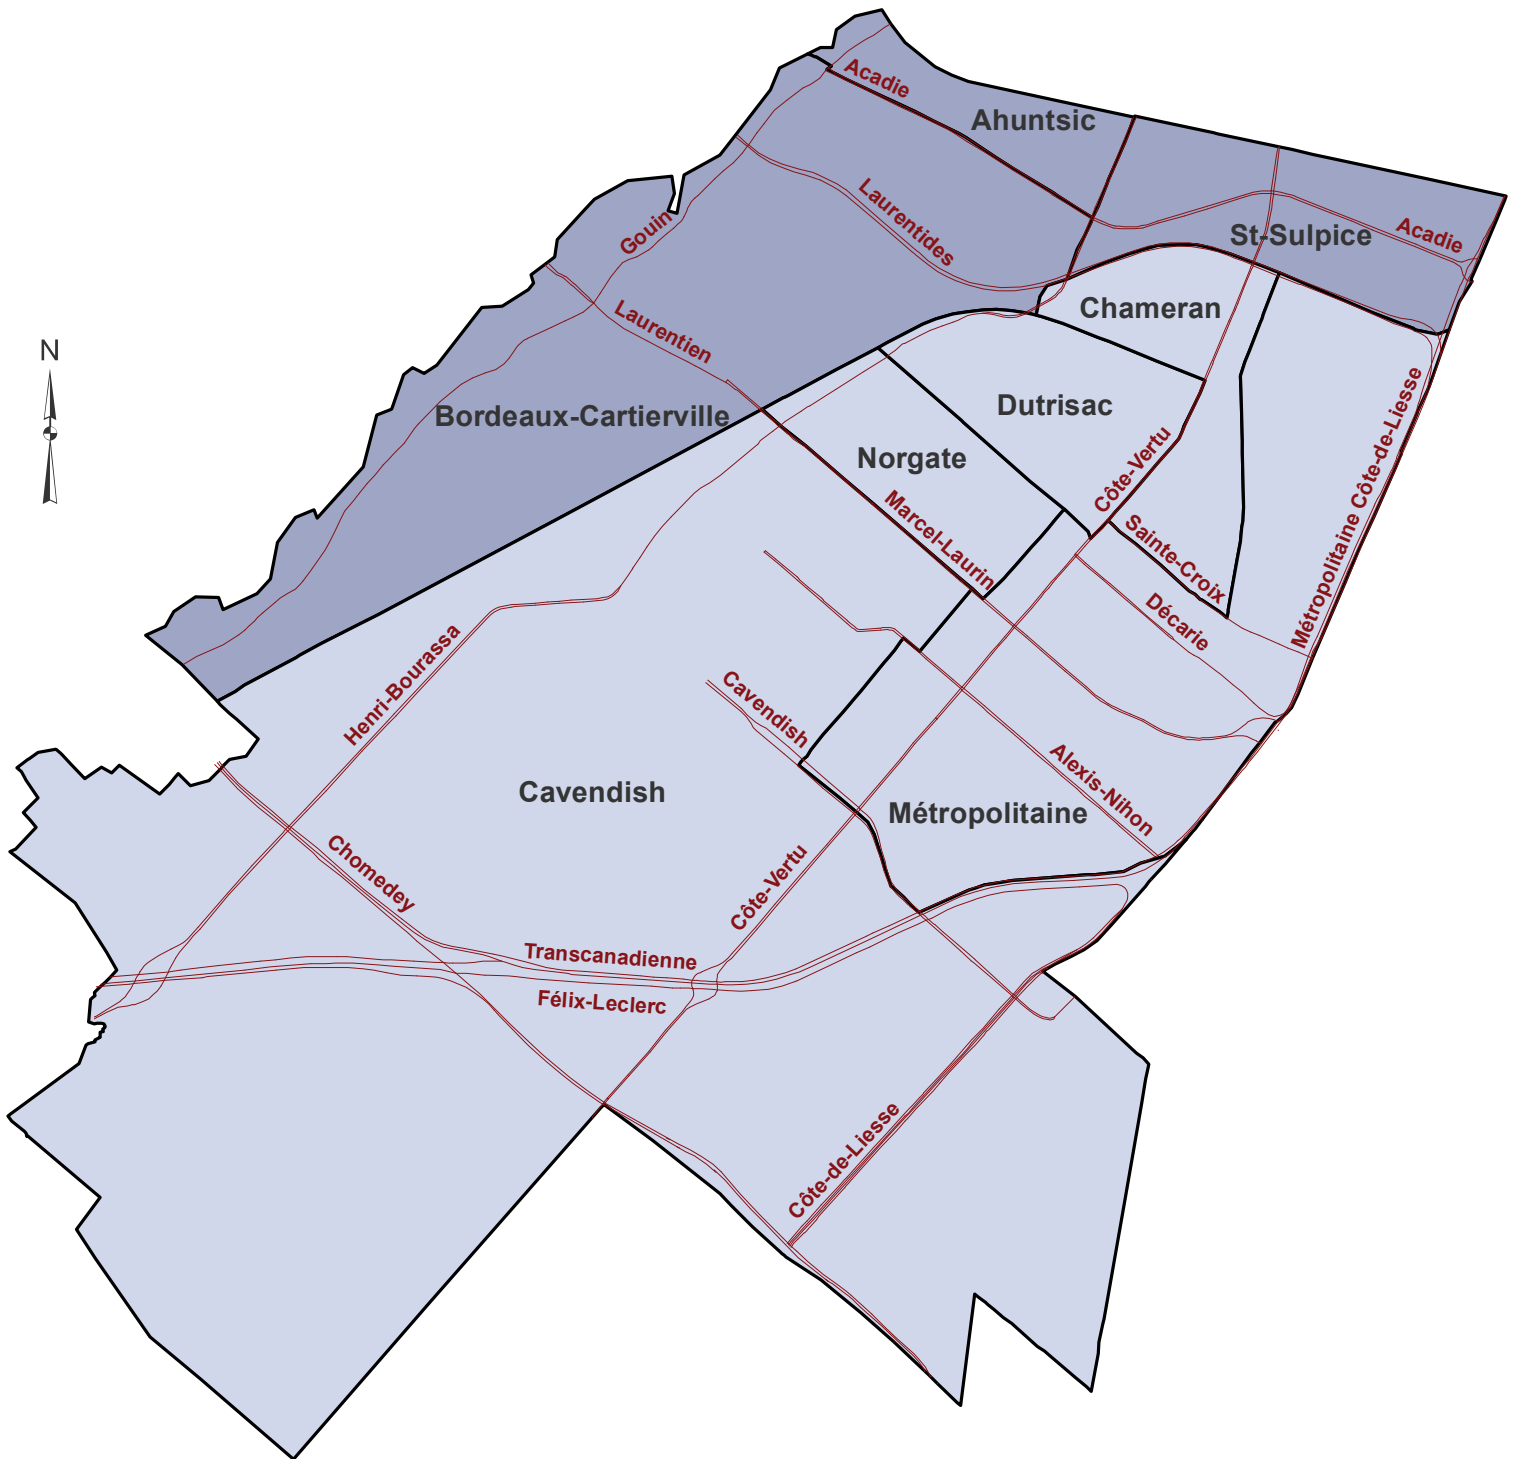 Acadie
Ahuntsic
Laurentides
Gouin
St-Sulpice
Acadie
Chameran
Laurentien
N
Bordeaux-Cartierville
Dutrisac
Norgate
Côte-Vertu
Marcel-Laurin
Sainte-Croix
Métropolitaine Côte-de-Liesse
Décarie
Henri-Bourassa
Cavendish
Cavendish
Alexis-Nihon
Métropolitaine
Chomedey
Côte-Vertu
Transcanadienne
Félix-Leclerc
Côte-de-Liesse